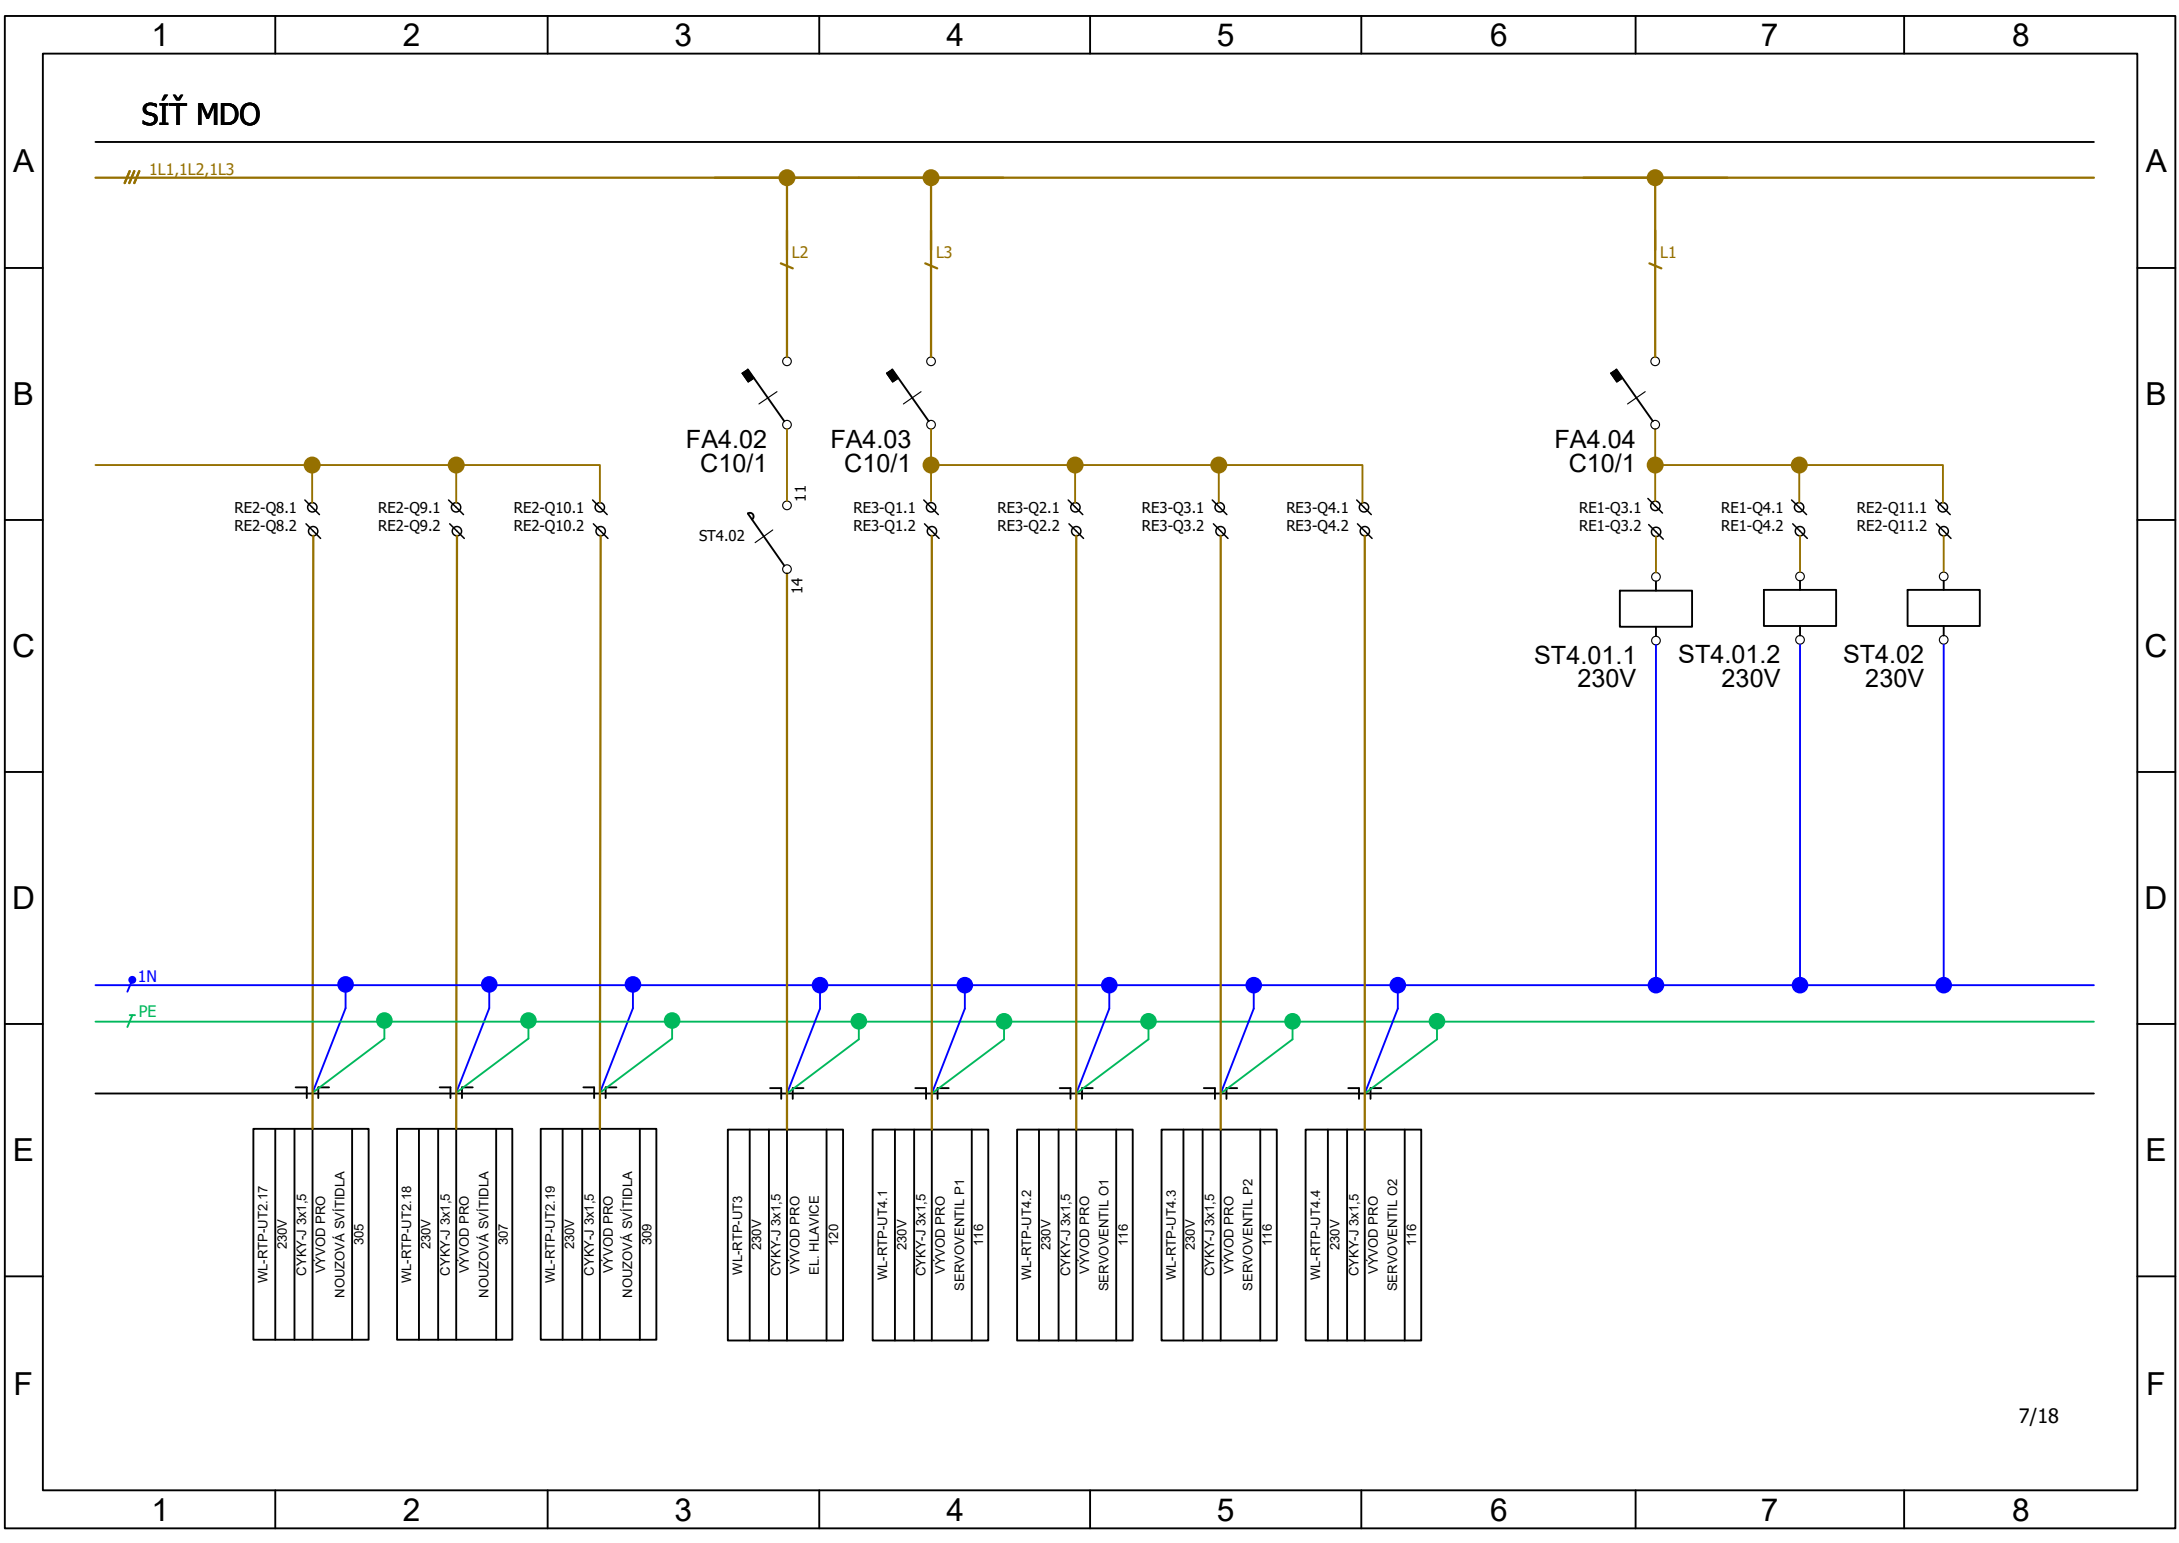 1 2 3 4 5 6 7 8
SÍŤ MDO
A A
1L1,1L2,1L3
L2 L3 L1
B B
FA4.02
C10/1
FA4.03
C10/1
FA4.04
C10/1
RE2-Q8.1
RE2-Q8.2
RE2-Q9.1
RE2-Q9.2
RE2-Q10.1
RE2-Q10.2
11
ST4.02
14
RE3-Q1.1
RE3-Q1.2
RE3-Q2.1
RE3-Q2.2
RE3-Q3.1
RE3-Q3.2
RE3-Q4.1
RE3-Q4.2
RE1-Q3.1
RE1-Q3.2
RE1-Q4.1
RE1-Q4.2
RE2-Q11.1
RE2-Q11.2
C C
ST4.01.1
230V
ST4.01.2
230V
ST4.02
230V
D D
1N
PE
E E
WL-RTP-UT2.17
230V
CYKY-J 3x1,5
VÝVOD PRO
NOUZOVÁ SVÍTIDLA
305
WL-RTP-UT2.18
230V
CYKY-J 3x1,5
VÝVOD PRO
NOUZOVÁ SVÍTIDLA
307
WL-RTP-UT2.19
230V
CYKY-J 3x1,5
VÝVOD PRO
NOUZOVÁ SVÍTIDLA
309
WL-RTP-UT3
230V
CYKY-J 3x1,5
VÝVOD PRO
EL. HLAVICE
120
WL-RTP-UT4.1
230V
CYKY-J 3x1,5
VÝVOD PRO
SERVOVENTIL P1
116
WL-RTP-UT4.2
230V
CYKY-J 3x1,5
VÝVOD PRO
SERVOVENTIL O1
116
WL-RTP-UT4.3
230V
CYKY-J 3x1,5
VÝVOD PRO
SERVOVENTIL P2
116
WL-RTP-UT4.4
230V
CYKY-J 3x1,5
VÝVOD PRO
SERVOVENTIL O2
116
F F
7/18
1 2 3 4 5 6 7 8